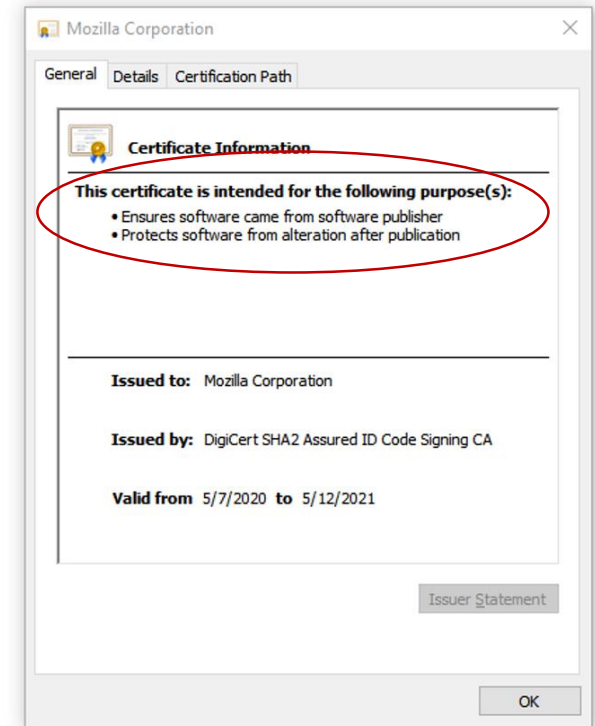 Mozilla Corporation
General Details Certification Path
Certificate Information
This certificate is intended for the following purpose(s):
• Ensures software came from software publisher
• Protects software from alteration after publication
Issued to: Mozilla Corporation
Issued by: DigiCert SHA2 Assured ID Code Signing CA
Valid from 5/7/2020 to 5/12/2021
Issuer Statement
OK